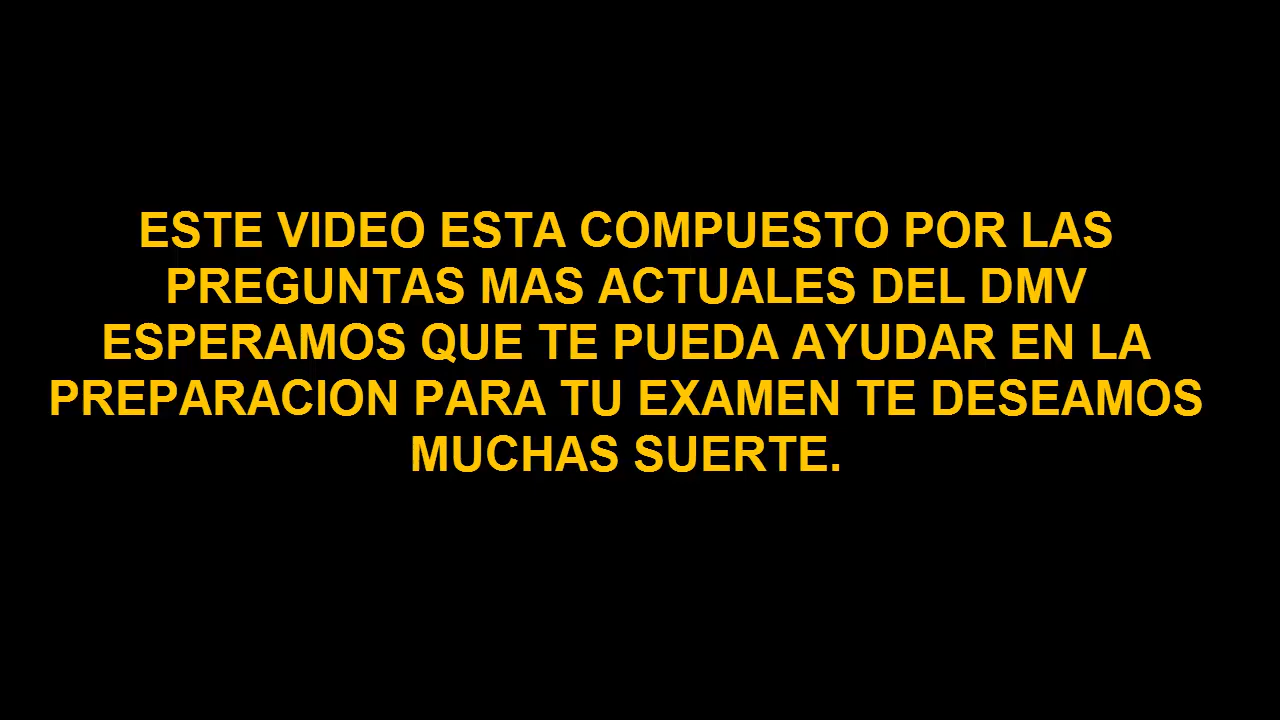 ESTE VIDEO ESTA COMPUESTO POR LAS
PREGUNTAS MAS ACTUALES DEL DMV
ESPERAMOS QUE TE PUEDA AYUDAR EN LA
PREPARACION PARA TU EXAMEN TE DESEAMOS
MUCHAS SUERTE.